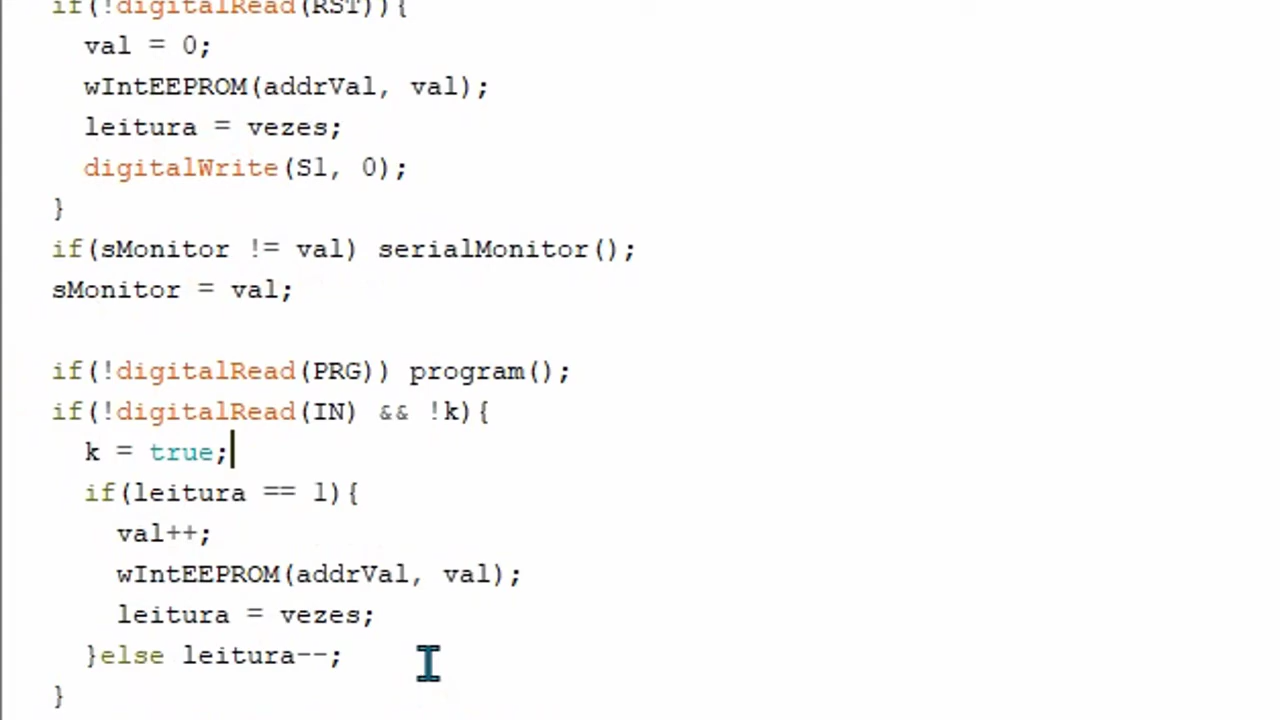 if(!digitalRead(RST)){
val = 0;
wIntEEPROM(addrVal, val);
leitura = vezes;
digitalWrite(Sl, 0);
}
if(sMonitor != val) serialMonitor();
sMonitor = val;
if(!digitalRead(PRG)) program();
if(!digitalRead(IN) && !k){
k = true;
if(leitura == 1){
val++;
wIntEEPROM(addrVal, val);
leitura = vezes;
}else leitura--;
}